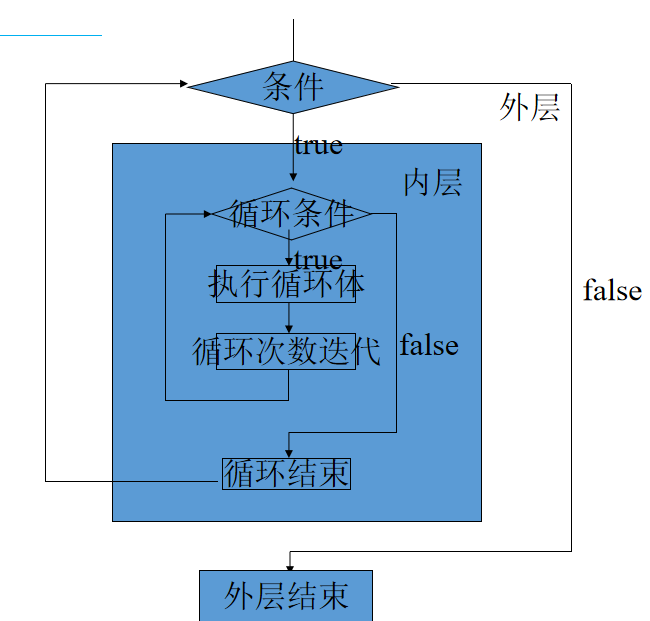 条件
外层
true
内层
循环条件
true
执行循环体
false
循环次数迭代
false
循环结束
外层结束